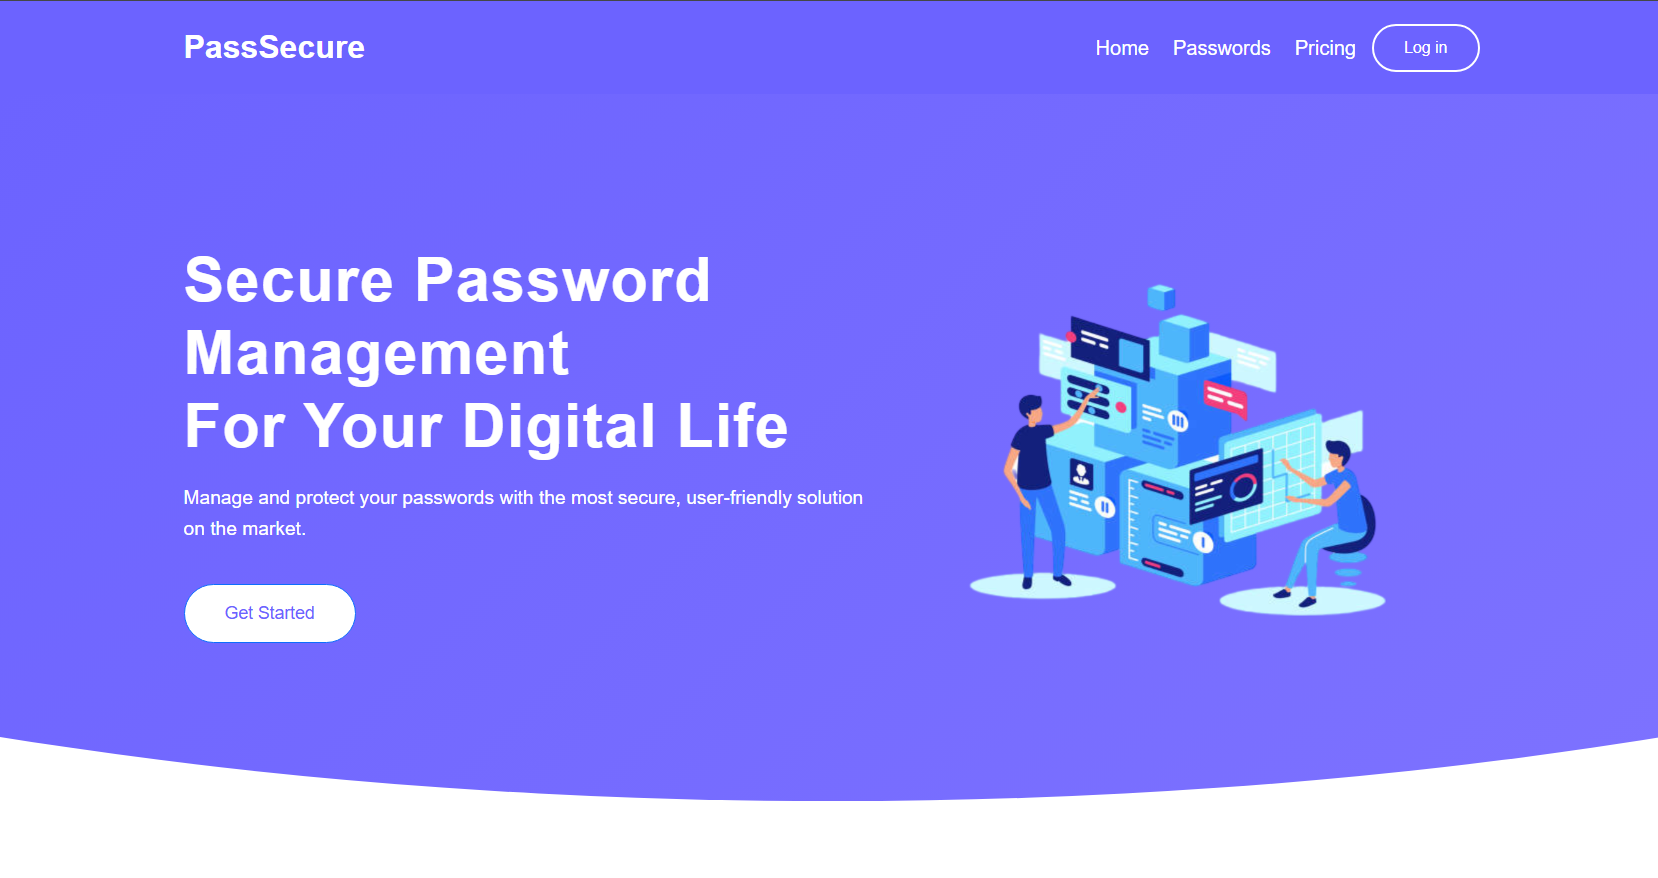 PassSecure
Home Passwords Pricing Log in
Secure Password
Management
For Your Digital Life
Manage and protect your passwords with the most secure, user-friendly solution
on the market.
Get Started